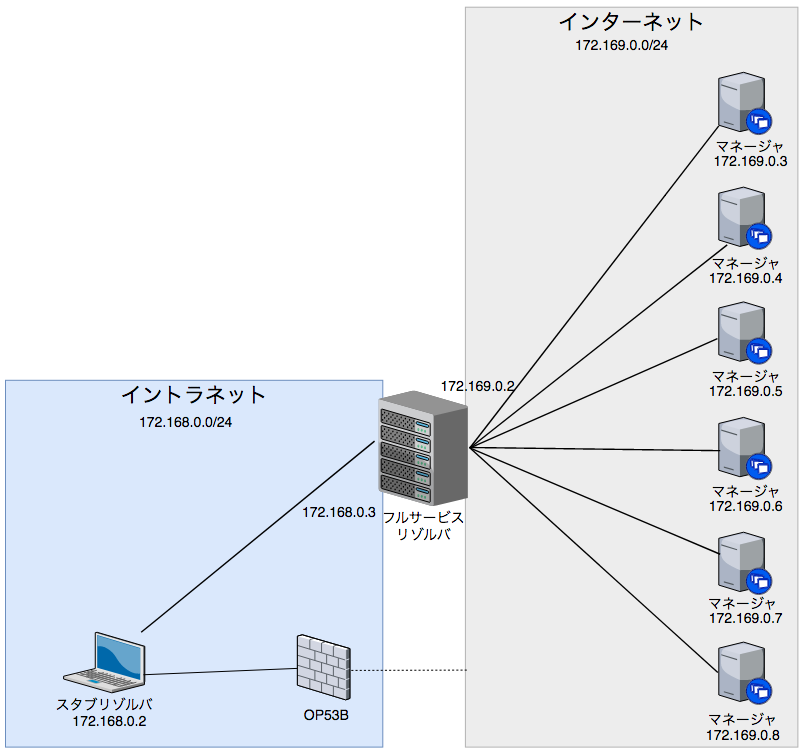 インターネット
172.169.0.0/24
マネージャ
172.169.0.3
マネージャ
172.169.0.4
マネージャ
172.169.0.5
マネージャ
172.169.0.6
マネージャ
172.169.0.7
マネージャ
172.169.0.8
172.169.0.2
フルサービス
リゾルバ
172.168.0.3
イントラネット
172.168.0.0/24
スタブリゾルバ
172.168.0.2
OP53B